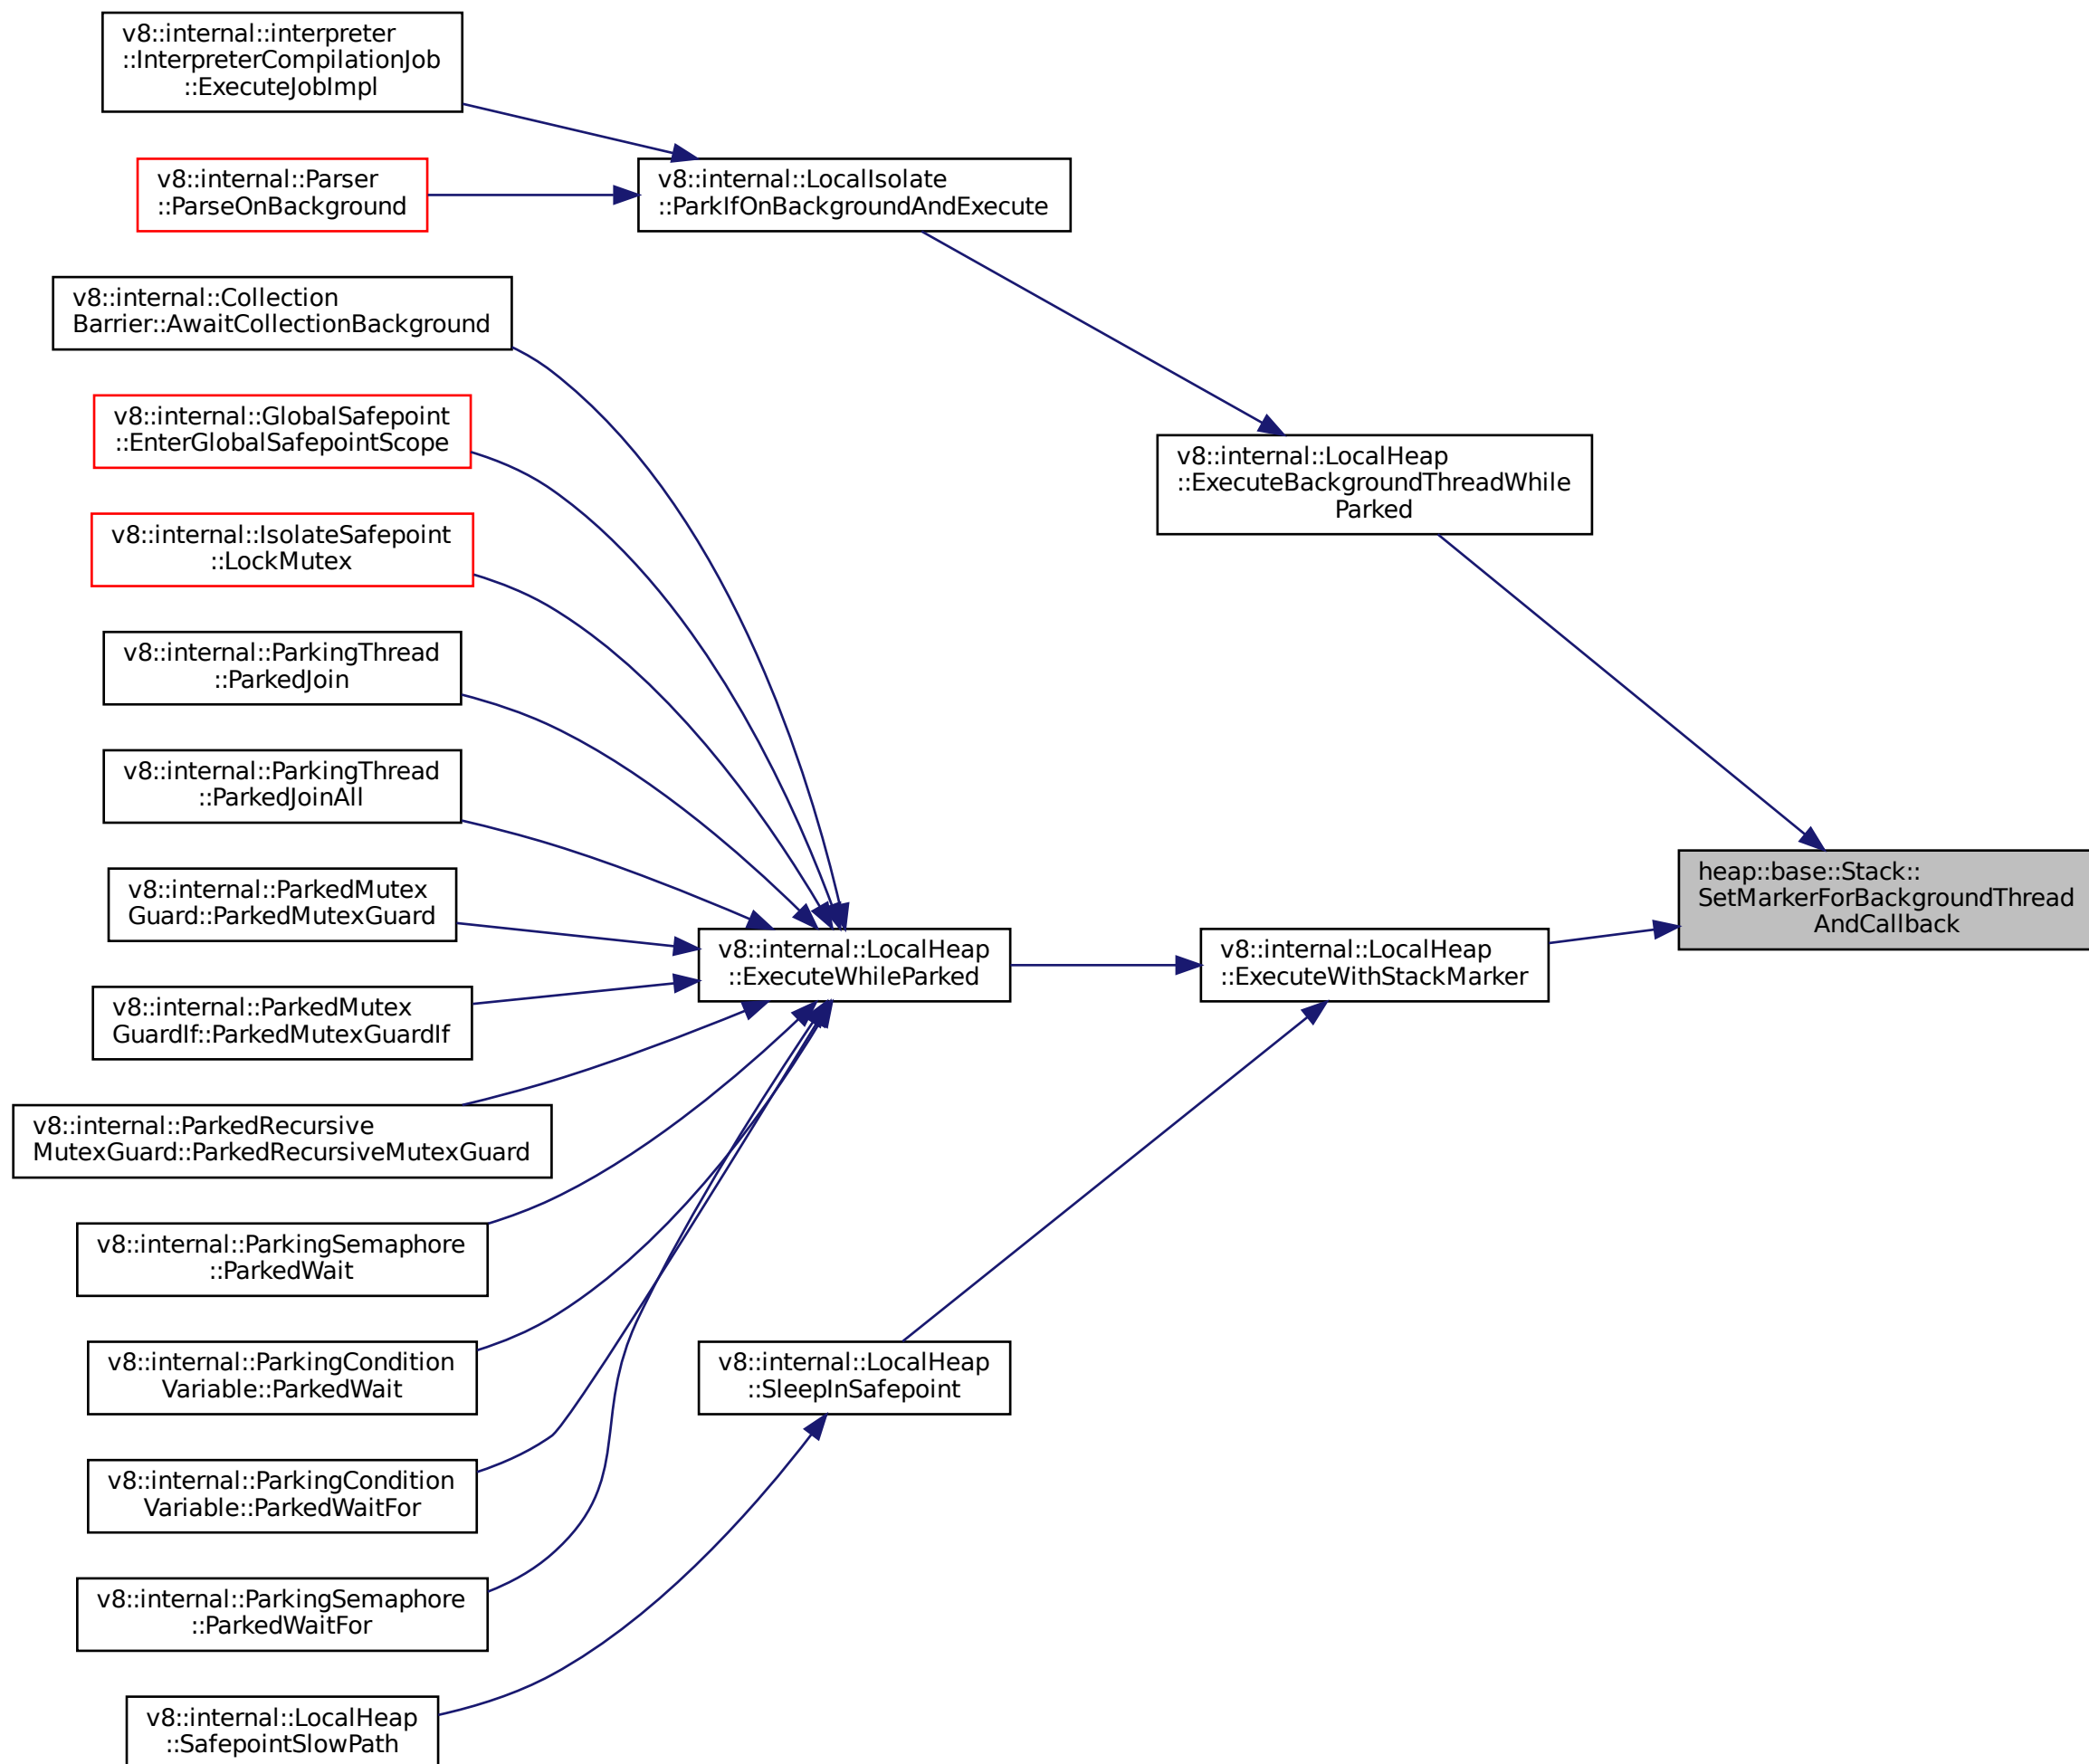 v8::internal::interpreter
::InterpreterCompilationJob
::ExecuteJobImpl
v8::internal::Parser
::ParseOnBackground
v8::internal::LocalIsolate
::ParkIfOnBackgroundAndExecute
v8::internal::Collection
Barrier::AwaitCollectionBackground
v8::internal::GlobalSafepoint
::EnterGlobalSafepointScope
v8::internal::LocalHeap
::ExecuteBackgroundThreadWhile
Parked
v8::internal::IsolateSafepoint
::LockMutex
v8::internal::ParkingThread
::ParkedJoin
v8::internal::ParkingThread
::ParkedJoinAll
v8::internal::ParkedMutex
Guard::ParkedMutexGuard
heap::base::Stack::
SetMarkerForBackgroundThread
AndCallback
v8::internal::LocalHeap
::ExecuteWhileParked
v8::internal::LocalHeap
::ExecuteWithStackMarker
v8::internal::ParkedMutex
GuardIf::ParkedMutexGuardIf
v8::internal::ParkedRecursive
MutexGuard::ParkedRecursiveMutexGuard
v8::internal::ParkingSemaphore
::ParkedWait
v8::internal::ParkingCondition
Variable::ParkedWait
v8::internal::LocalHeap
::SleepInSafepoint
v8::internal::ParkingCondition
Variable::ParkedWaitFor
v8::internal::ParkingSemaphore
::ParkedWaitFor
v8::internal::LocalHeap
::SafepointSlowPath